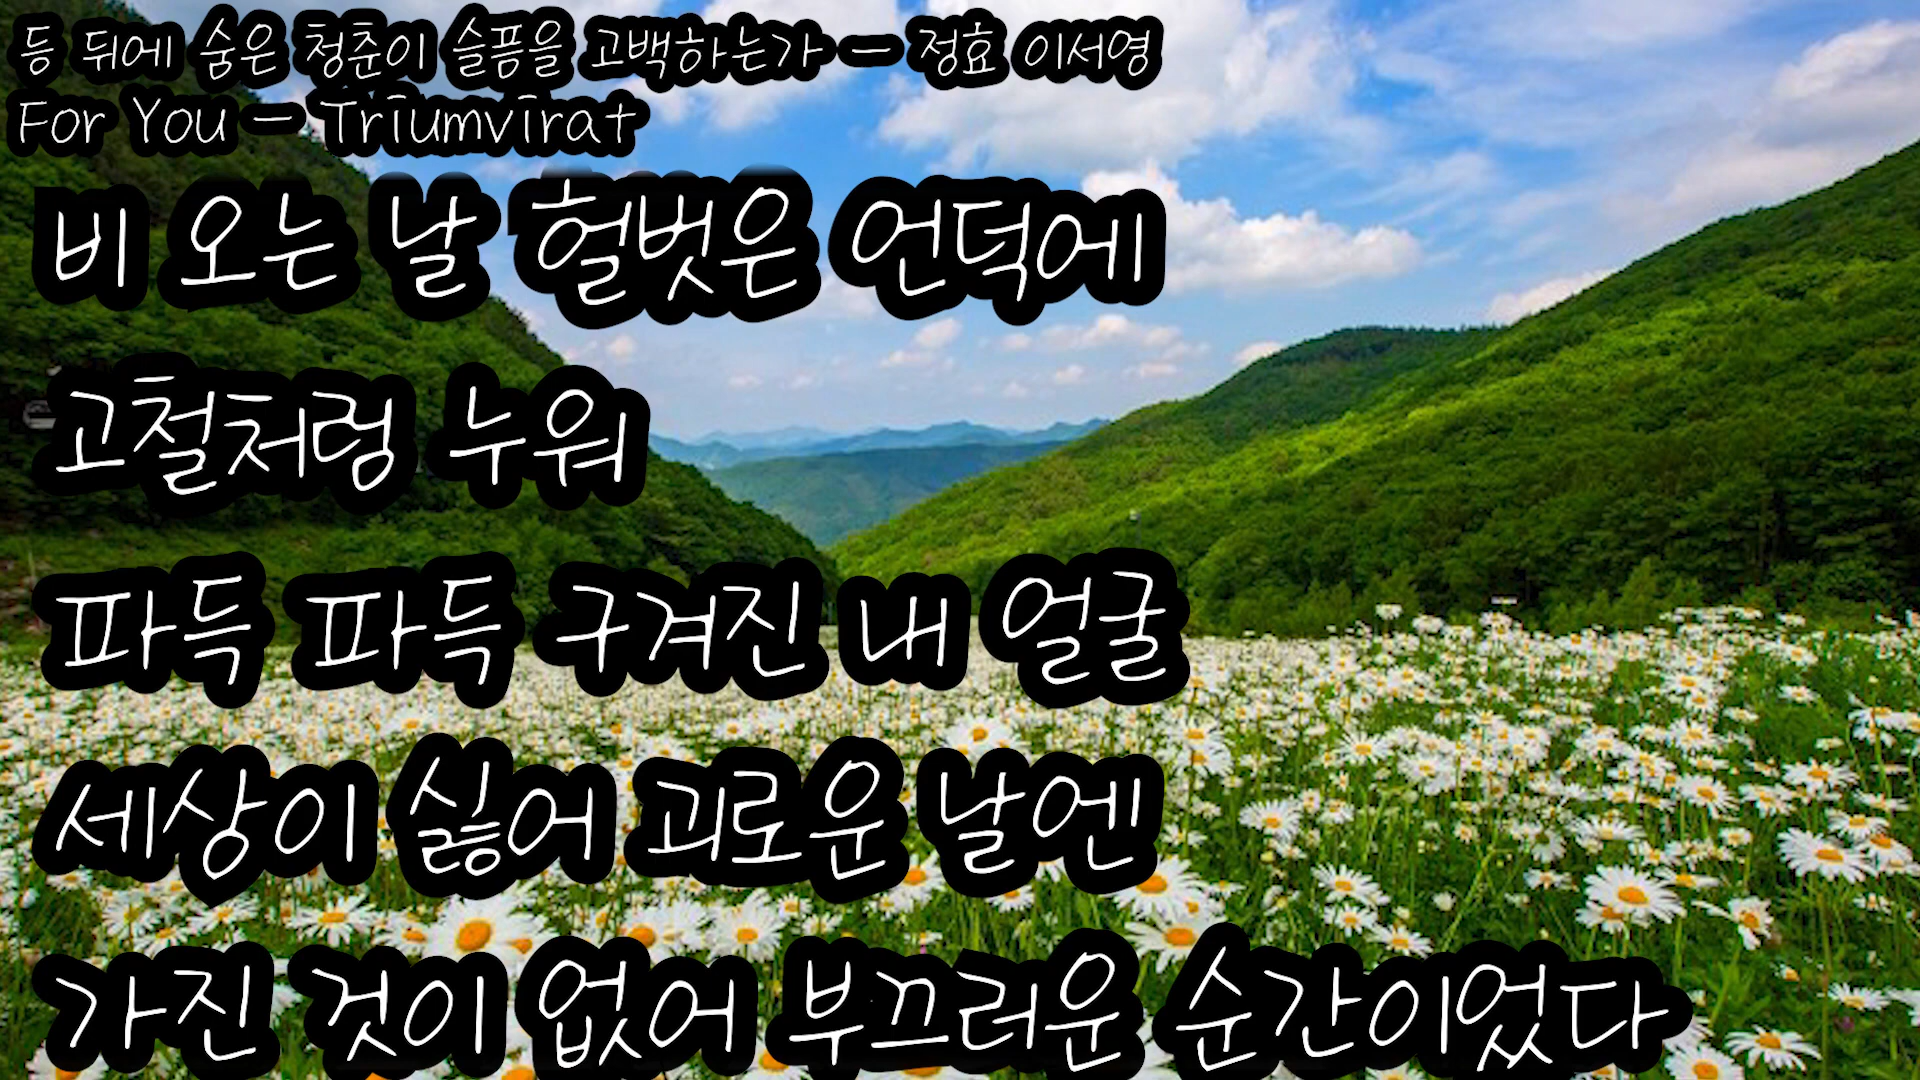 등 뒤에 숨은 청춘이 슬픔을 고백하는가 - 정효 이서영
For You - Triumvirat
비 오는 날 헐벗은 언덕에
고철처럼 누워
파득 파득 구겨진 내 얼굴
세상이 싫어 괴로운 날엔
가진 것이 없어 부끄러운 순간이었다